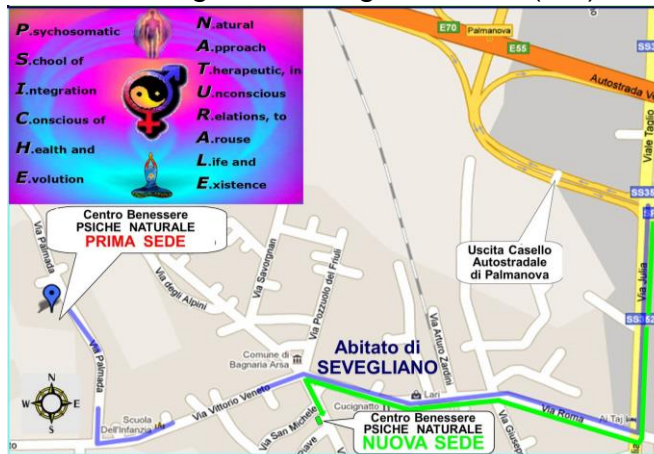 P.sychosomatic
S.chool of
I.ntegration
C.onscious of
H.ealth and
E.volution
N.atural
A.pproach
T.herapeutic, in
U.nconscious
R.elations, to
A.rouse
L.ife and
E.xistence
E70
Palmanova
E55
Autostrada
Viale Taglio
Centro Benessere
PSICHE NATURALE
PRIMA SEDE
Via Palmada
Via Savorgnan
Via degli Alpini
Via Pozzuolo del Friuli
Uscita Casello
Autostradale
di Palmanova
Via Julia
SS352
Via Palmada
Comune di
Bagnaria Arsa
Abitato di
SEVEGLIANO
Via Arturo Zardini
N
W
E
S
Scuola
Dell'Infanzia
Via Vittorio Veneto
Lari
Cucignatto
Via Roma
Ai Taj
Via San Michele
Centro Benessere
PSICHE NATURALE
NUOVA SEDE